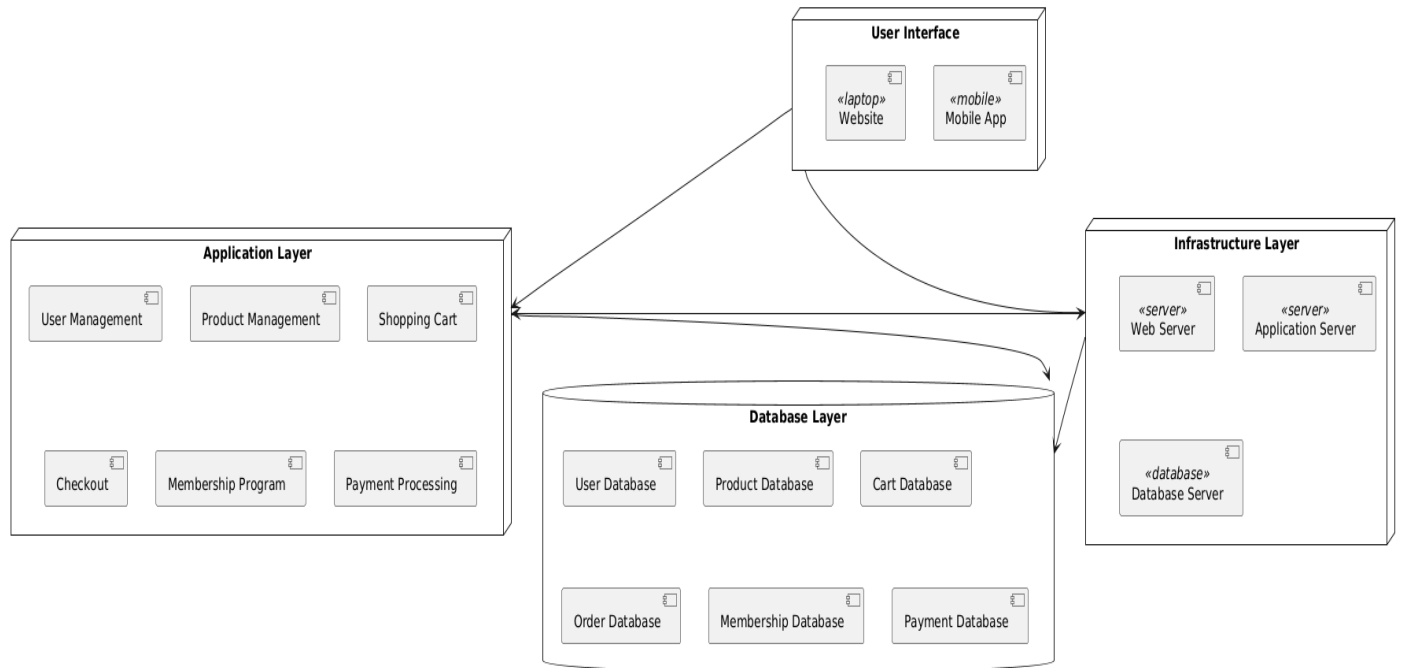 User Interface
«laptop»
Website
«mobile»
Mobile App
Application Layer
User Management
Product Management
Shopping Cart
Checkout
Membership Program
Payment Processing
Infrastructure Layer
«server»
Web Server
«server»
Application Server
«database»
Database Server
Database Layer
User Database
Product Database
Cart Database
Order Database
Membership Database
Payment Database